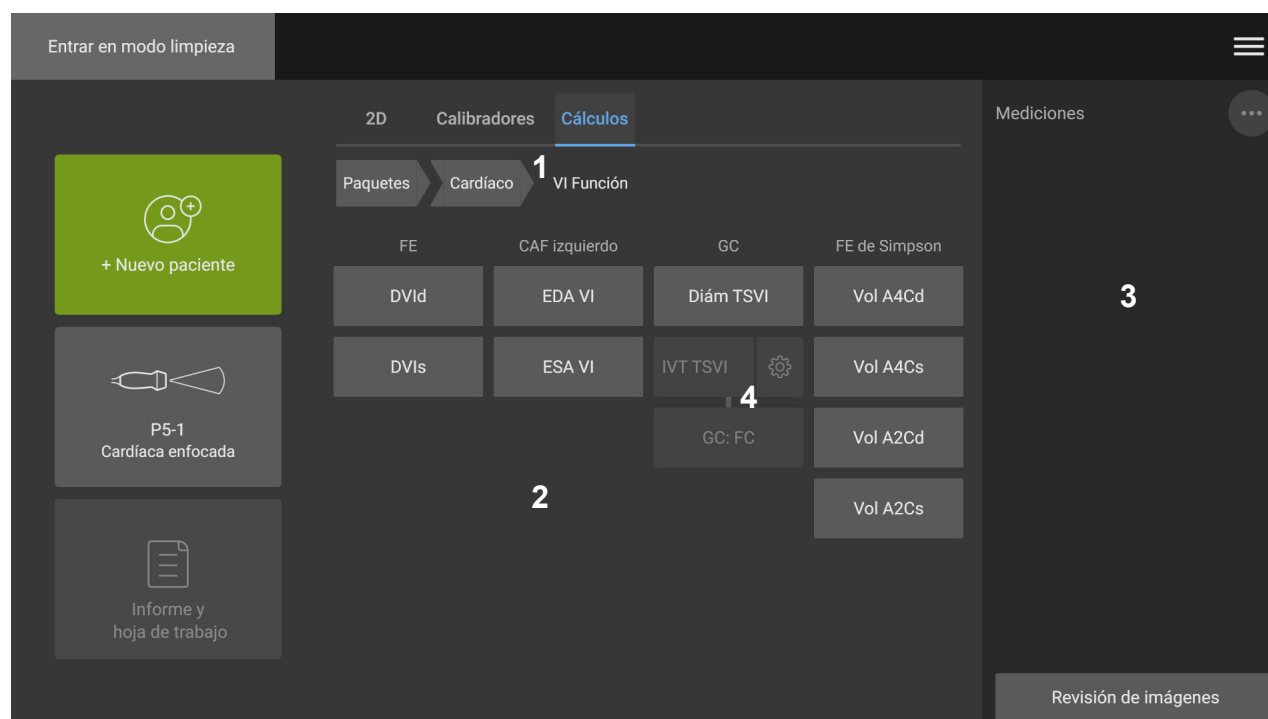 Entrar en modo limpieza
2D Calibradores Cálculos
Mediciones
1
Paquetes Cardíaco VI Función
+ Nuevo paciente
FE CAF izquierdo GC FE de Simpson
DVId EDA VI Diám TSVI Vol A4Cd
3
DVIs ESA VI IVT TSVI Vol A4Cs
4
P5-1
Cardíaca enfocada
GC: FC Vol A2Cd
2
Vol A2Cs
Informe y
hoja de trabajo
Revisión de imágenes